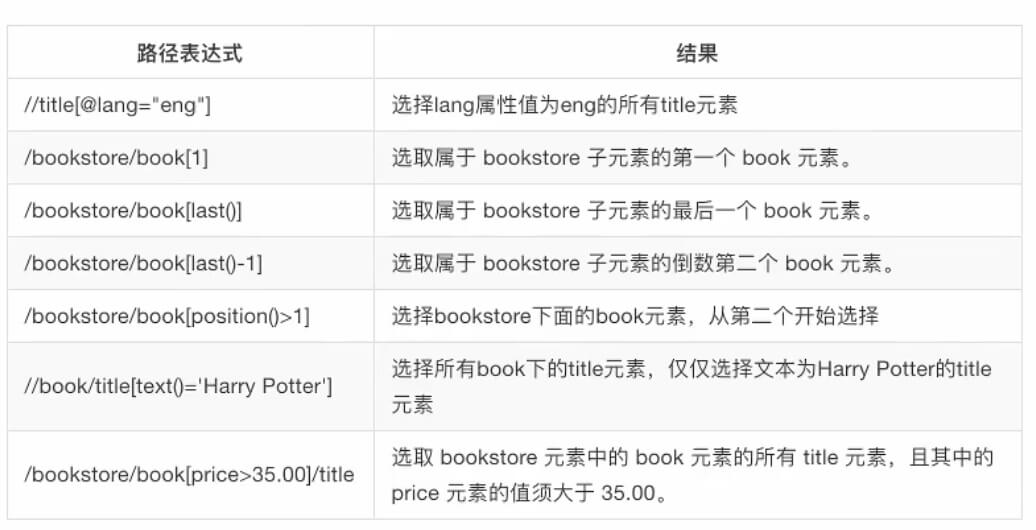 路径表达式 结果
//title[@lang="eng"] 选择lang属性值为eng的所有title元素
/bookstore/book[1] 选取属于 bookstore 子元素的第一个 book 元素。
/bookstore/book[last()] 选取属于 bookstore 子元素的最后一个 book 元素。
/bookstore/book[last()-1] 选取属于 bookstore 子元素的倒数第二个 book 元素。
/bookstore/book[position()>1] 选择bookstore下面的book元素，从第二个开始选择
//book/title[text()='Harry Potter'] 选择所有book下的title元素，仅仅选择文本为Harry Potter的title
元素
/bookstore/book[price>35.00]/title 选取 bookstore 元素中的 book 元素的所有 title 元素，且其中的
price 元素的值须大于 35.00。